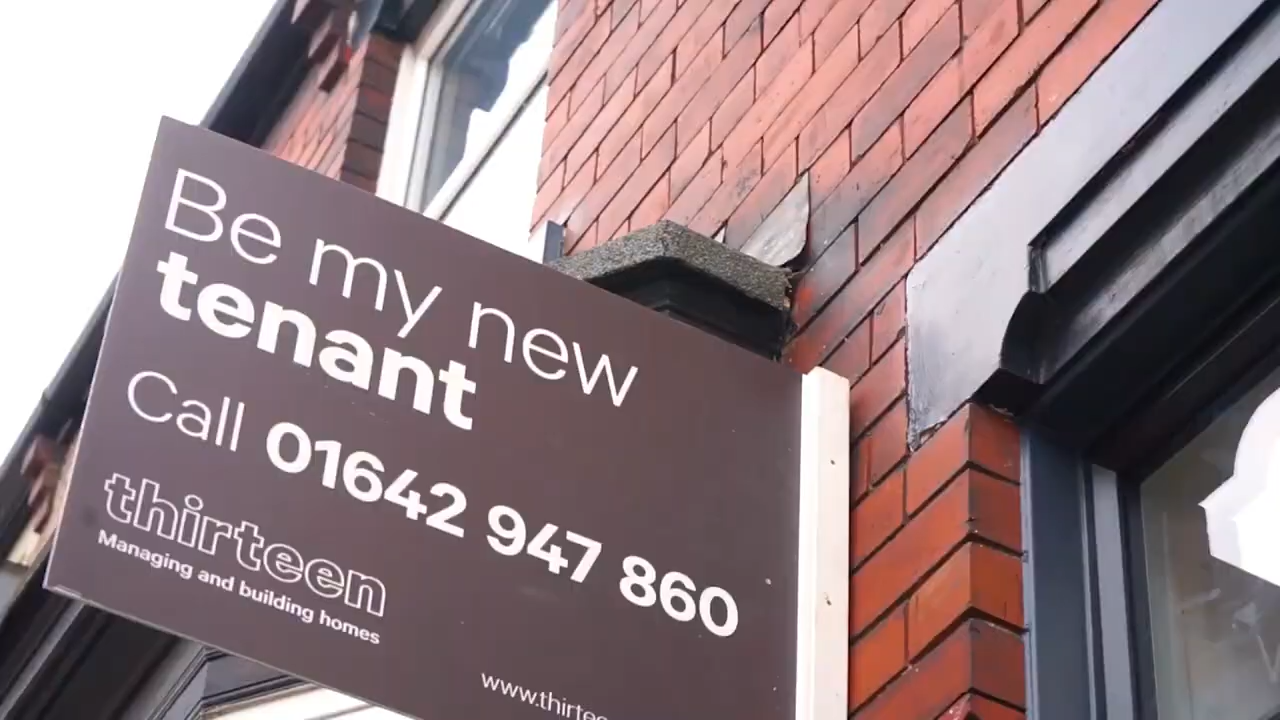 Be my new
tenant
Call 01642 947 860
thirteen
Managing and building homes